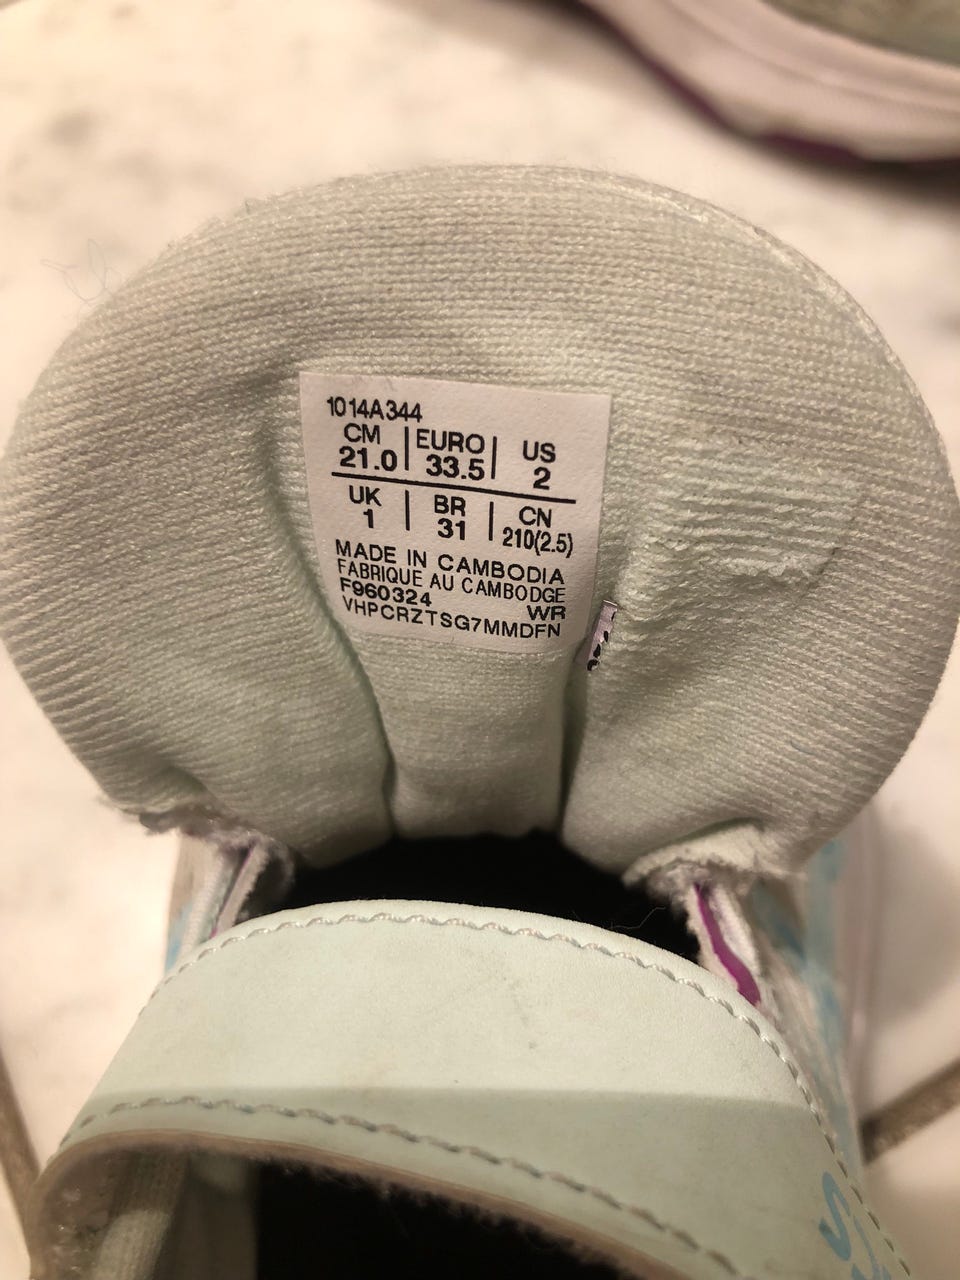 1014A344
CM | EURO | US
21.0 | 33.5 | 2
UK | BR | CN
1 | 31 | 210(2.5)
MADE IN CAMBODIA
FABRIQUE AU CAMBODGE
F960324 WR
VHPCRZTSG7MMDFN